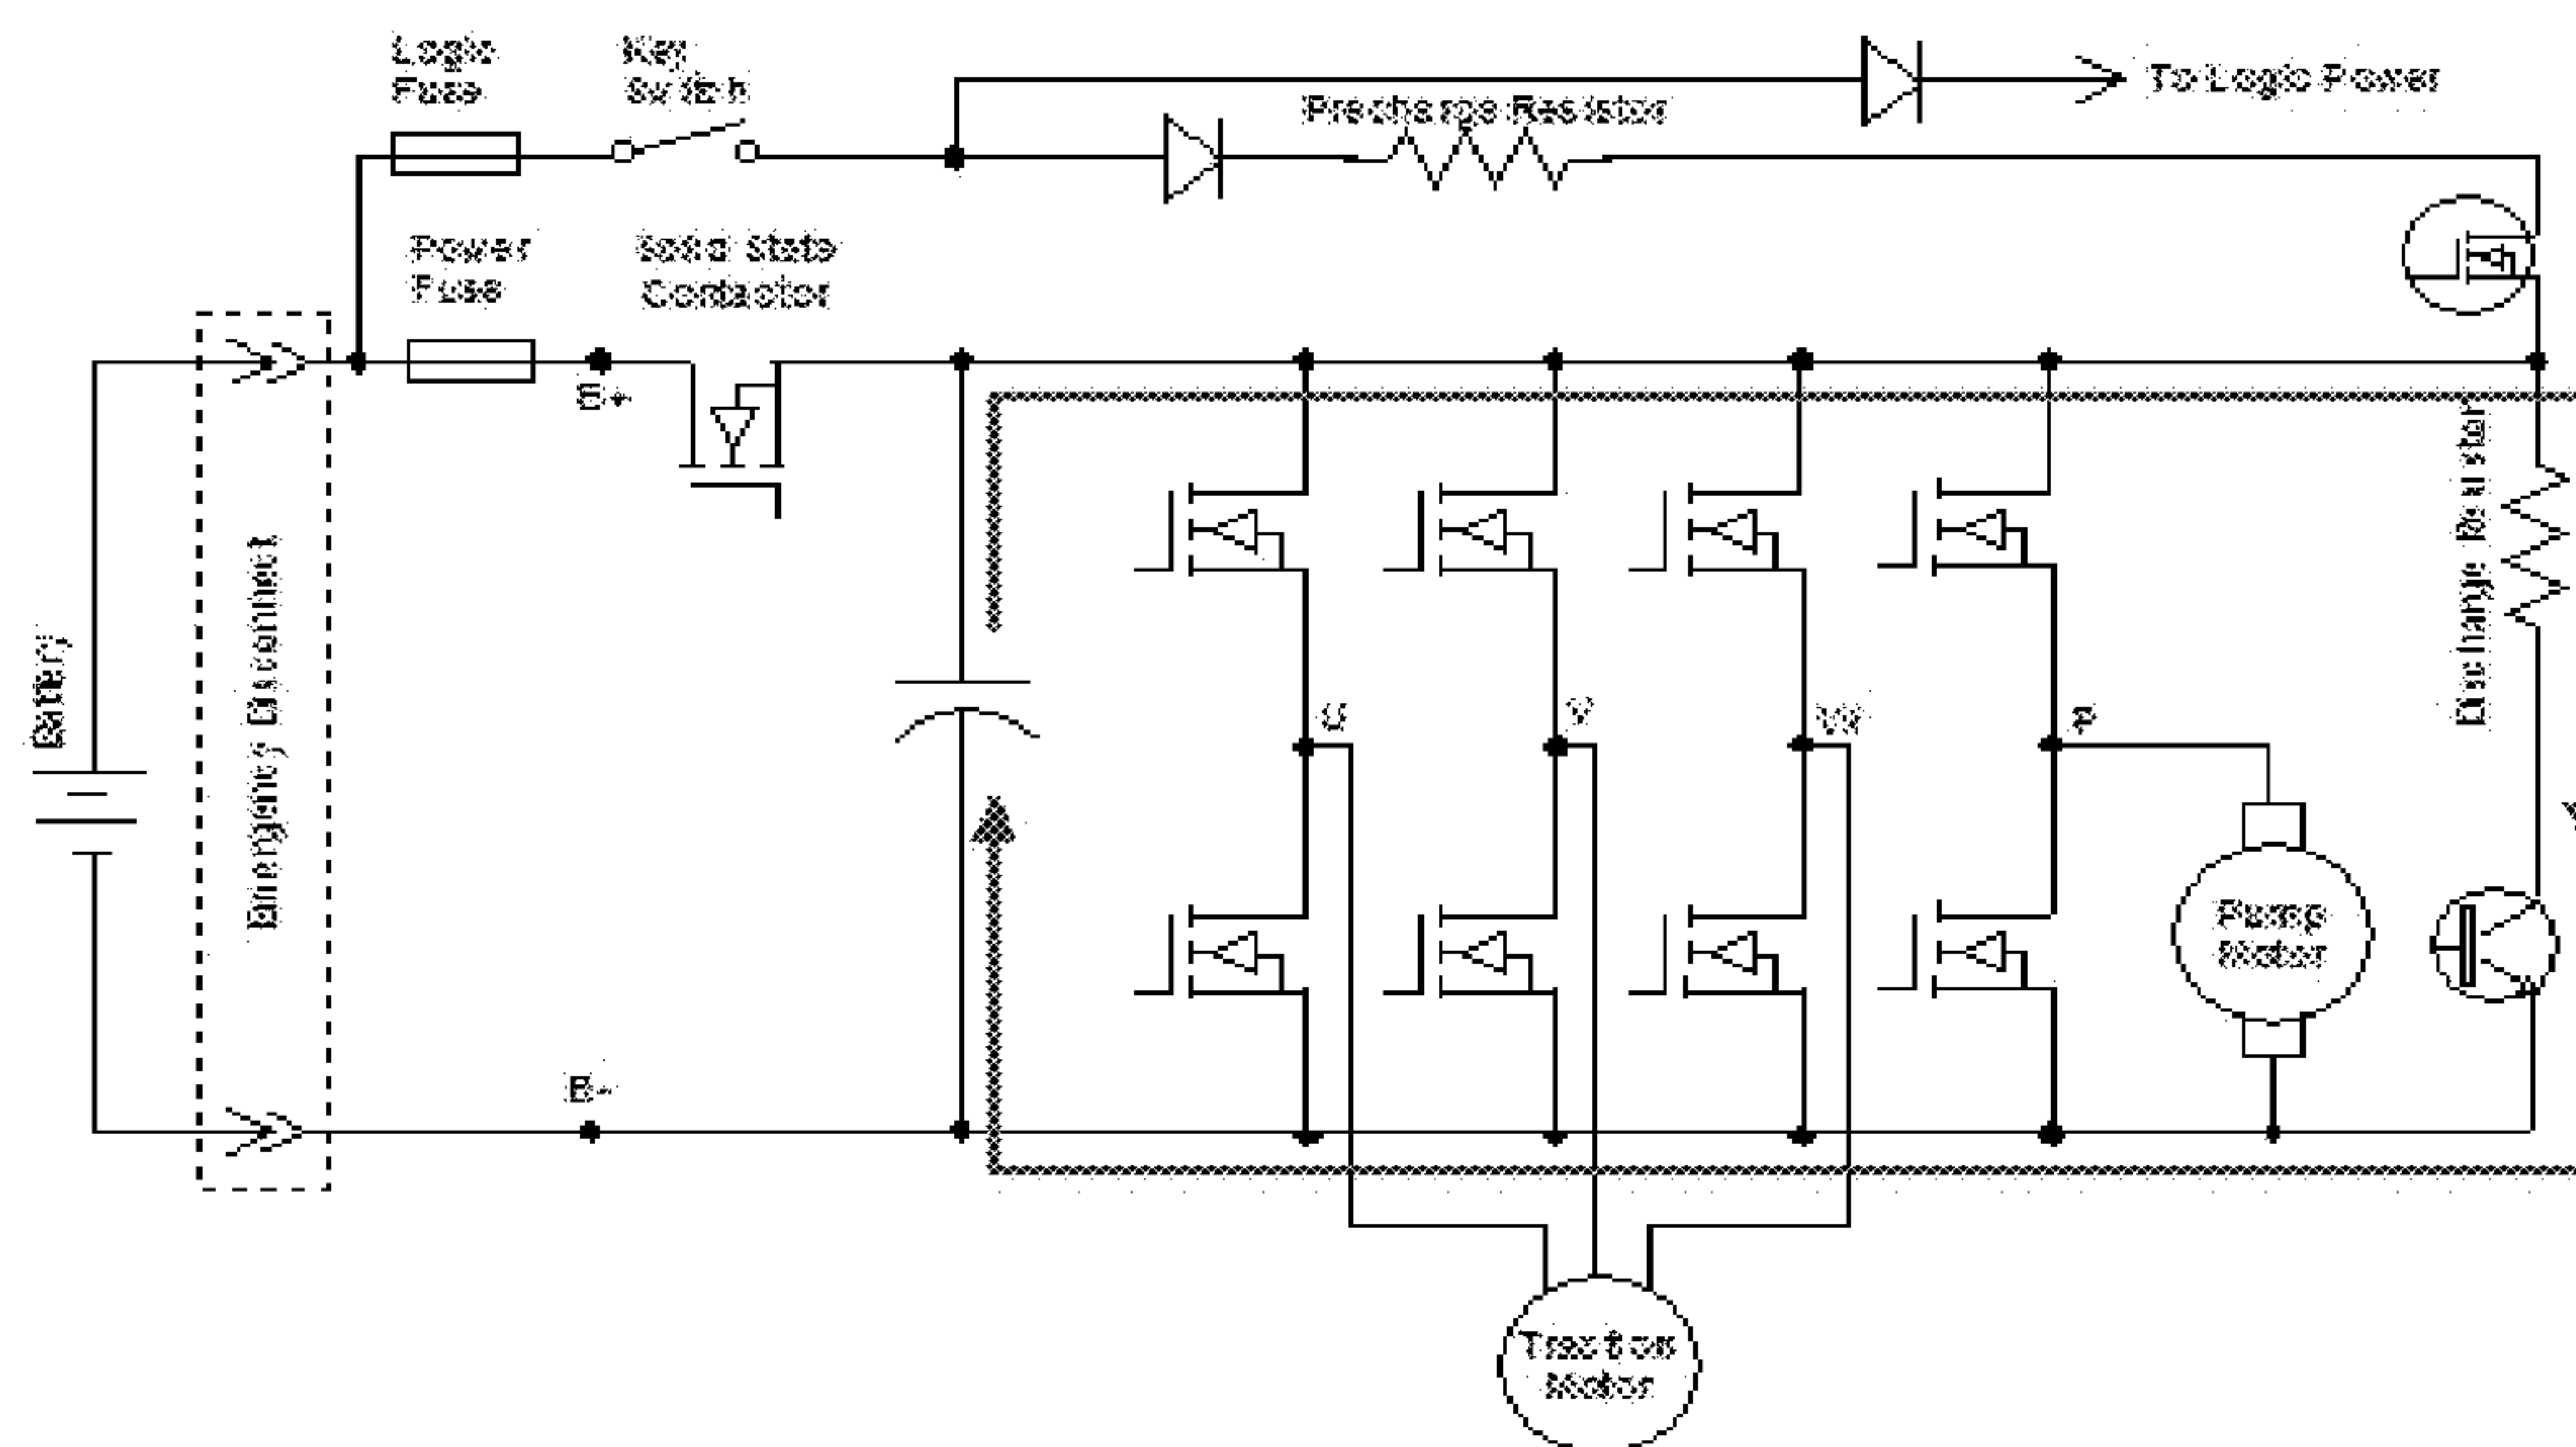 Logic
Fuse
Key
Switch
To Logic Power
Precharge Resistor
Power
Fuse
Solid State
Contactor
B+
Discharge Resistor
Emergency Disconnect
Battery
U
V
W
P
Pump
Motor
B-
Traction
Motor